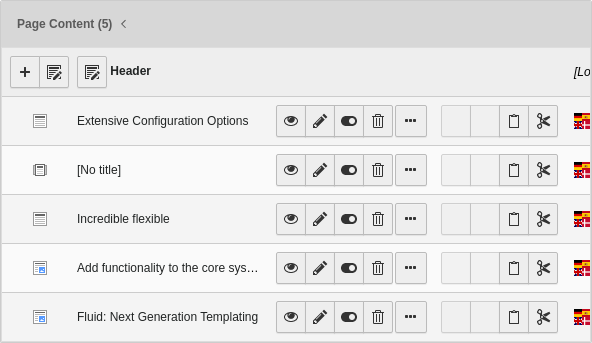 Page Content (5)
Header
[Lo
Extensive Configuration Options
[No title]
Incredible flexible
Add functionality to the core sys…
Fluid: Next Generation Templating